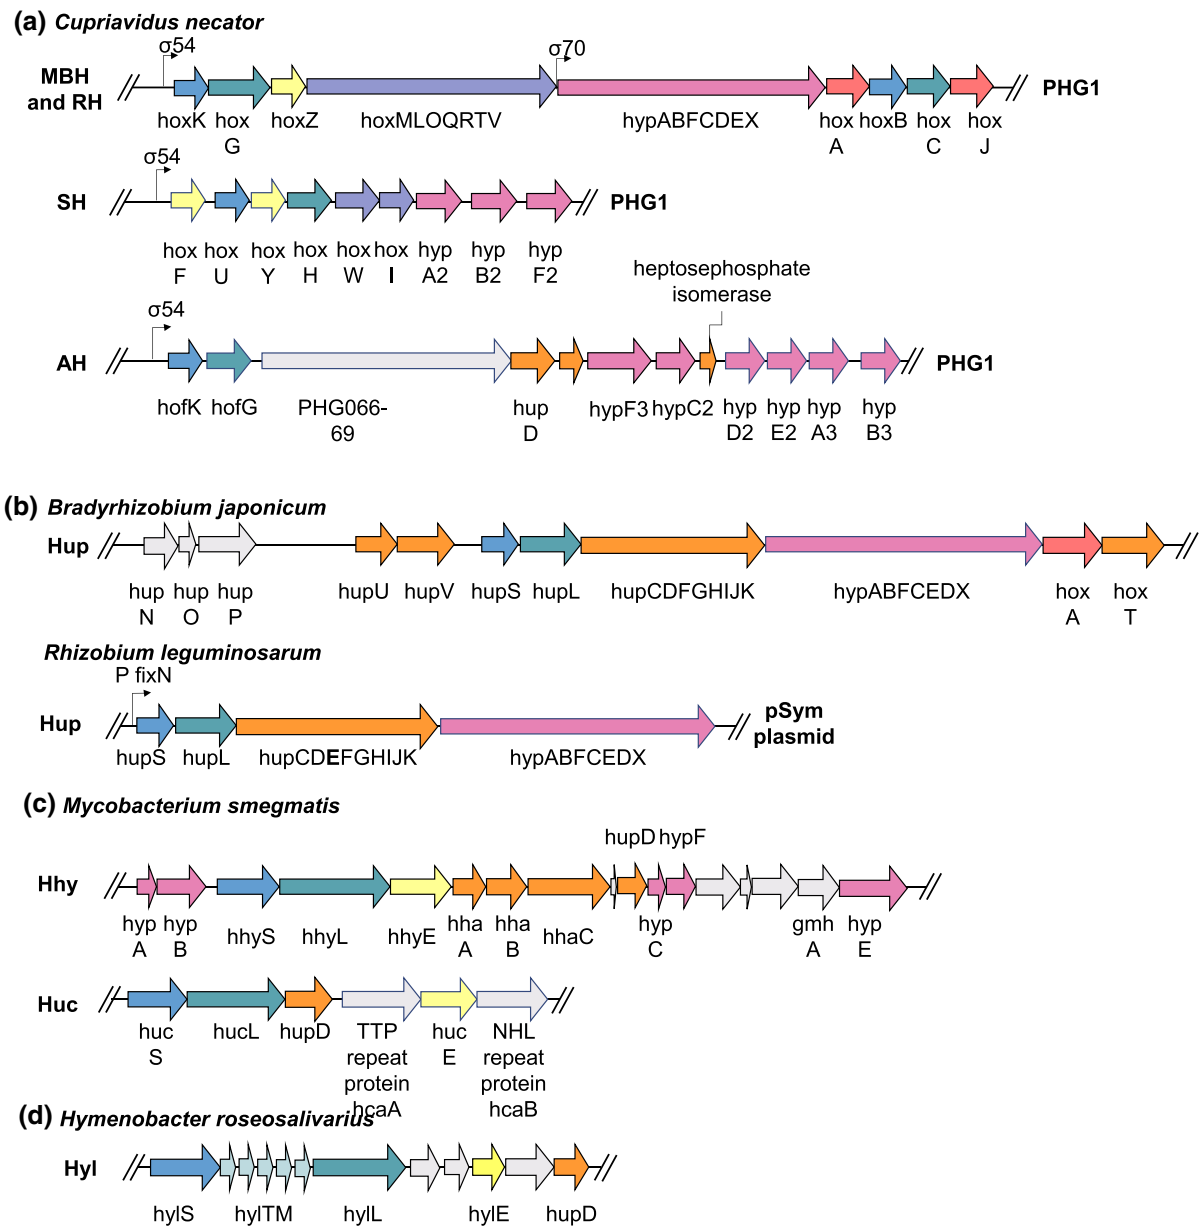 (a) Cupriavidus necator
σ54
σ70
MBH
and RH
PHG1
hoxK hox hoxZ hoxMLOQRTV hypABFCDEX hox hoxB hox hox
G A C J
σ54
SH
PHG1
hox hox hox hox hox hox hyp hyp hyp
F U Y H W I A2 B2 F2
heptosephosphate
isomerase
σ54
AH
PHG1
hofK hofG PHG066- hup hypF3 hypC2 hyp hyp hyp hyp
69 D D2 E2 A3 B3
(b) Bradyrhizobium japonicum
Hup
hup hup hup hupU hupV hupS hupL hupCDFGHIJK hypABFCEDX hox hox
N O P A T
Rhizobium leguminosarum
P fixN
Hup
pSym
plasmid
hupS hupL hupCDEFGHIJK hypABFCEDX
(c) Mycobacterium smegmatis
hupD hypF
Hhy
hyp hyp hhyS hhyL hhyE hha hha hhaC hyp gmh hyp
A B A B C A E
Huc
huc hucL hupD TTP huc NHL
S repeat E repeat
protein protein
hcaA hcaB
(d) Hymenobacter roseosalivarius
Hyl
hylS hylTM hylL hylE hupD